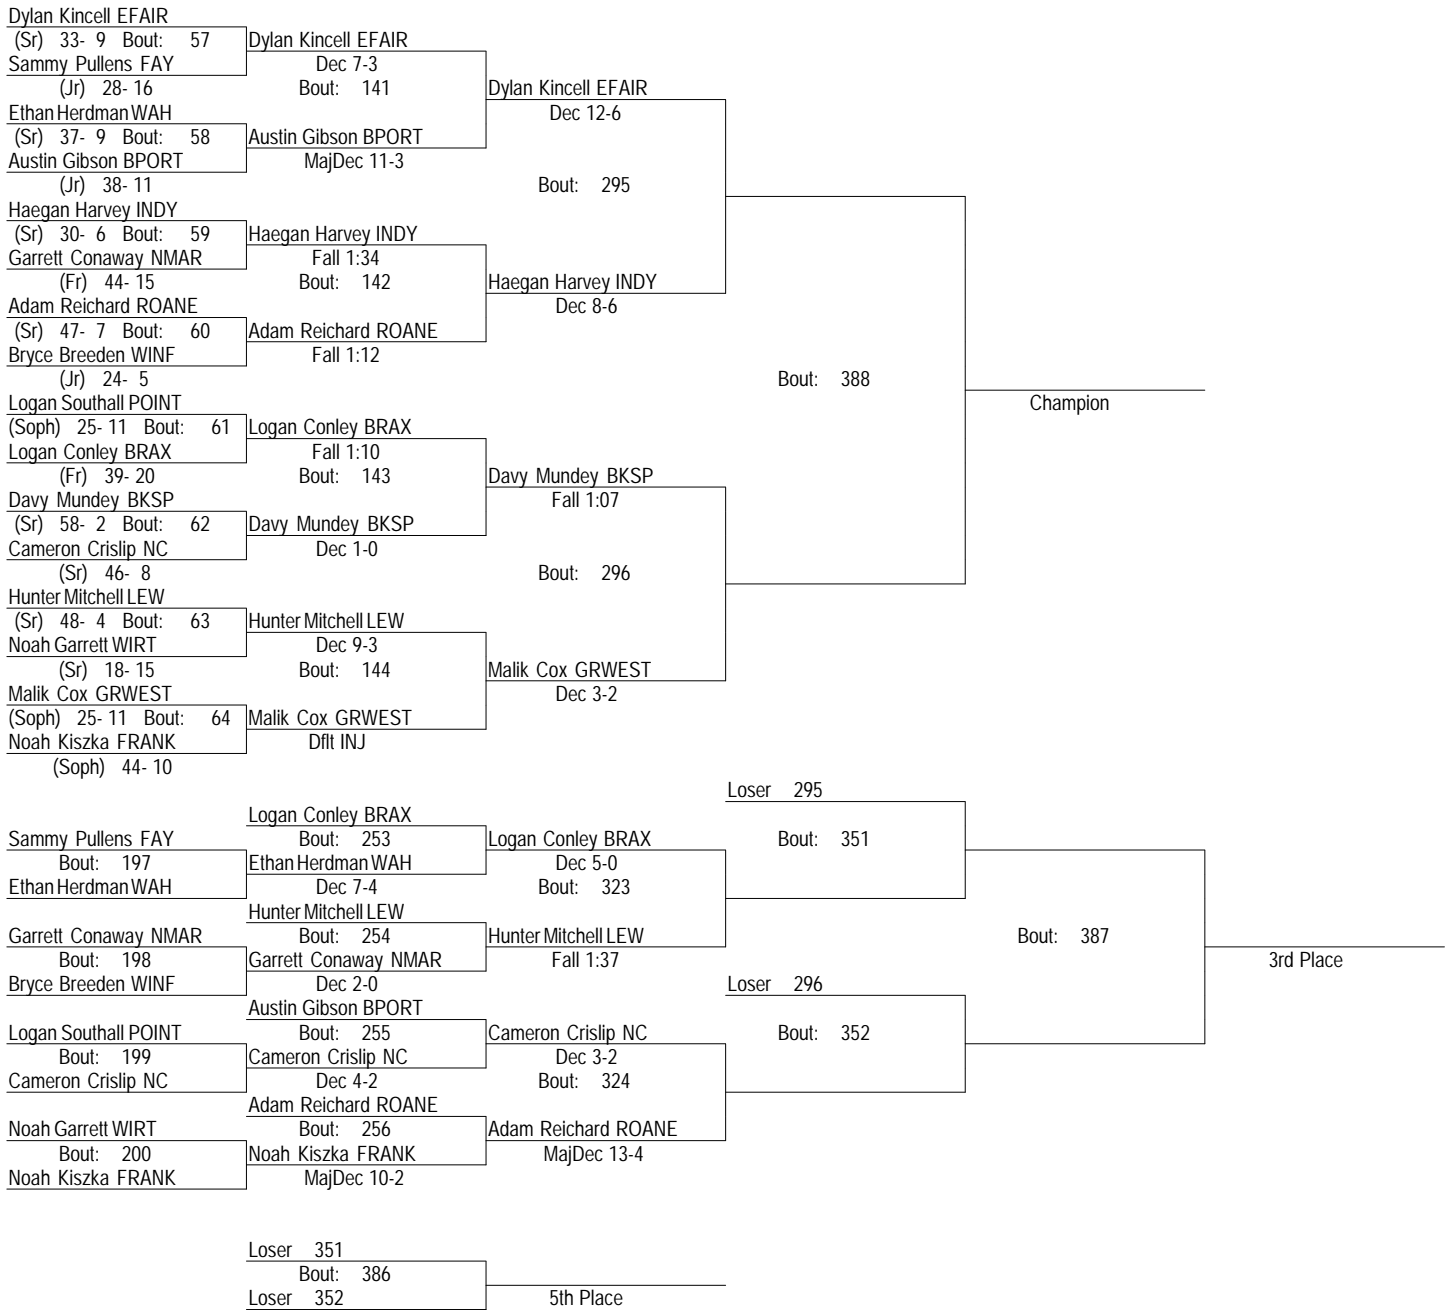 Dylan Kincell EFAIR
(Sr) 33- 9 Bout: 57 Dylan Kincell EFAIR
Sammy Pullens FAY Dec 7-3
(Jr) 28- 16 Bout: 141 Dylan Kincell EFAIR
Ethan Herdman WAH Dec 12-6
(Sr) 37- 9 Bout: 58 Austin Gibson BPORT
Austin Gibson BPORT MajDec 11-3
(Jr) 38- 11 Bout: 295
Haegan Harvey INDY
(Sr) 30- 6 Bout: 59 Haegan Harvey INDY
Garrett Conaway NMAR Fall 1:34
(Fr) 44- 15 Bout: 142 Haegan Harvey INDY
Adam Reichard ROANE Dec 8-6
(Sr) 47- 7 Bout: 60 Adam Reichard ROANE
Bryce Breeden WINF Fall 1:12
(Jr) 24- 5 Bout: 388
Logan Southall POINT Champion
(Soph) 25- 11 Bout: 61 Logan Conley BRAX
Logan Conley BRAX Fall 1:10
(Fr) 39- 20 Bout: 143 Davy Mundey BKSP
Davy Mundey BKSP Fall 1:07
(Sr) 58- 2 Bout: 62 Davy Mundey BKSP
Cameron Crislip NC Dec 1-0
(Sr) 46- 8 Bout: 296
Hunter Mitchell LEW
(Sr) 48- 4 Bout: 63 Hunter Mitchell LEW
Noah Garrett WIRT Dec 9-3
(Sr) 18- 15 Bout: 144 Malik Cox GRWEST
Malik Cox GRWEST Dec 3-2
(Soph) 25- 11 Bout: 64 Malik Cox GRWEST
Noah Kiszka FRANK Dflt INJ
(Soph) 44- 10
Loser 295
Logan Conley BRAX
Sammy Pullens FAY Bout: 253 Logan Conley BRAX Bout: 351
Bout: 197 Ethan Herdman WAH Dec 5-0
Ethan Herdman WAH Dec 7-4 Bout: 323
Hunter Mitchell LEW
Garrett Conaway NMAR Bout: 254 Hunter Mitchell LEW Bout: 387
Bout: 198 Garrett Conaway NMAR Fall 1:37 3rd Place
Bryce Breeden WINF Dec 2-0 Loser 296
Austin Gibson BPORT
Logan Southall POINT Bout: 255 Cameron Crislip NC Bout: 352
Bout: 199 Cameron Crislip NC Dec 3-2
Cameron Crislip NC Dec 4-2 Bout: 324
Adam Reichard ROANE
Noah Garrett WIRT Bout: 256 Adam Reichard ROANE
Bout: 200 Noah Kiszka FRANK MajDec 13-4
Noah Kiszka FRANK MajDec 10-2
Loser 351
Bout: 386
Loser 352 5th Place